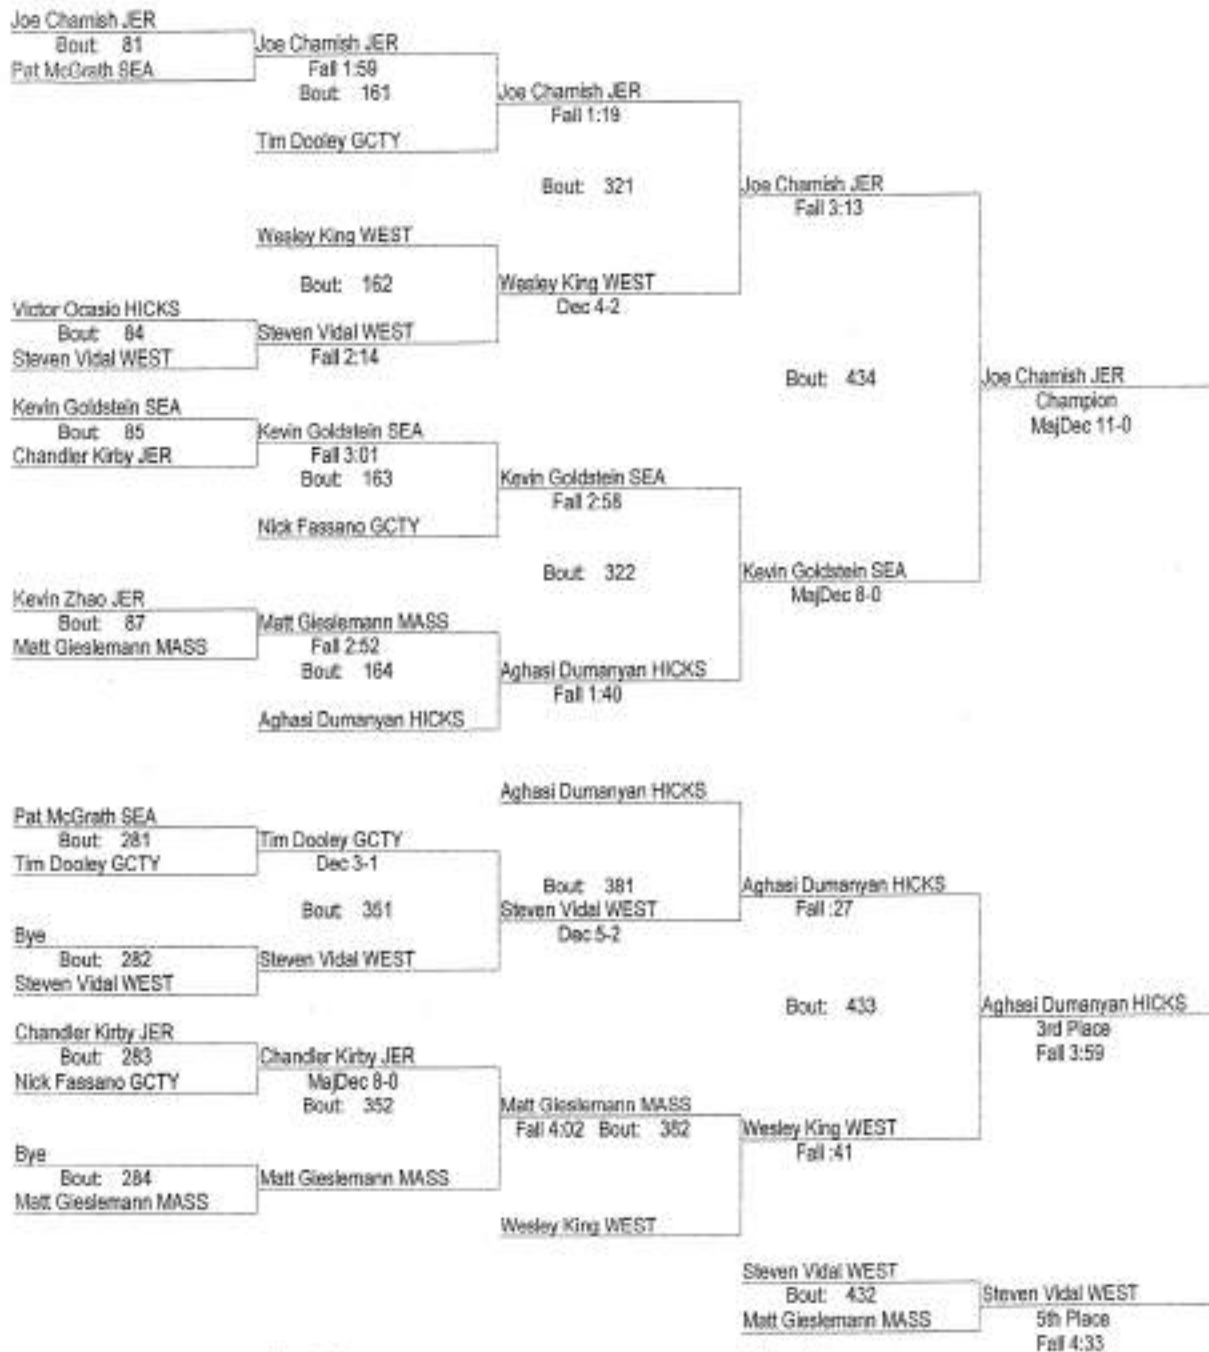 Joe Chamish JER
Bout: 81
Pat McGrath SEA
Joe Chamish JER
Fall 1:59
Bout: 161
Tim Dooley GCTY
Joe Chamish JER
Fall 1:19
Bout: 321
Joe Chamish JER
Fall 3:13
Wesley King WEST
Bout: 162
Wesley King WEST
Dec 4-2
Victor Ocasio HICKS
Bout: 84
Steven Vidal WEST
Steven Vidal WEST
Fall 2:14
Bout: 434
Joe Chamish JER
Champion
MajDec 11-0
Kevin Goldstein SEA
Bout: 85
Chandler Kirby JER
Kevin Goldstein SEA
Fall 3:01
Bout: 163
Nick Fassano GCTY
Kevin Goldstein SEA
Fall 2:58
Bout: 322
Kevin Goldstein SEA
MajDec 8-0
Kevin Zhao JER
Bout: 87
Matt Gieslemann MASS
Matt Gieslemann MASS
Fall 2:52
Bout: 164
Aghasi Dumanyan HICKS
Aghasi Dumanyan HICKS
Fall 1:40
Aghasi Dumanyan HICKS
Pat McGrath SEA
Bout: 281
Tim Dooley GCTY
Tim Dooley GCTY
Dec 3-1
Bout: 351
Bout: 381
Steven Vidal WEST
Dec 5-2
Aghasi Dumanyan HICKS
Fall :27
Bye
Bout: 282
Steven Vidal WEST
Steven Vidal WEST
Bout: 433
Aghasi Dumanyan HICKS
3rd Place
Fall 3:59
Chandler Kirby JER
Bout: 283
Nick Fassano GCTY
Chandler Kirby JER
MajDec 8-0
Bout: 352
Matt Gieslemann MASS
Fall 4:02 Bout: 382
Wesley King WEST
Fall :41
Bye
Bout: 284
Matt Gieslemann MASS
Matt Gieslemann MASS
Wesley King WEST
Steven Vidal WEST
Bout: 432
Matt Gieslemann MASS
Steven Vidal WEST
5th Place
Fall 4:33